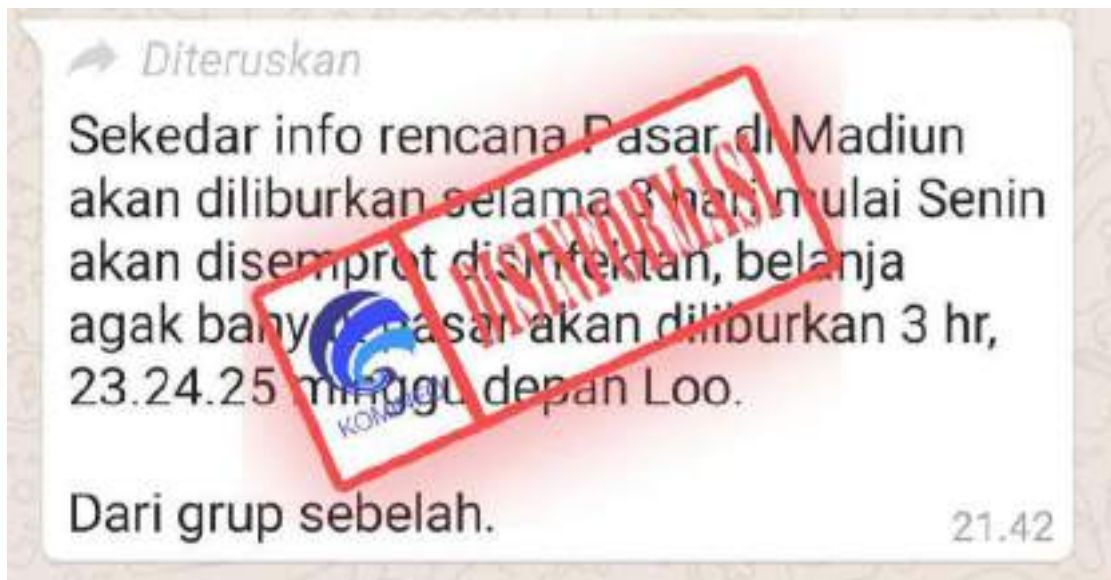 Diteruskan
Sekedar info rencana Pasar di Madiun
akan diliburkan selama 3 hari mulai Senin
akan disemprot disinfektan, belanja
agak banyak pasar akan diliburkan 3 hr,
23.24.25 minggu depan Loo.
Dari grup sebelah.
21.42
KOMINFO
DISINFORMASI